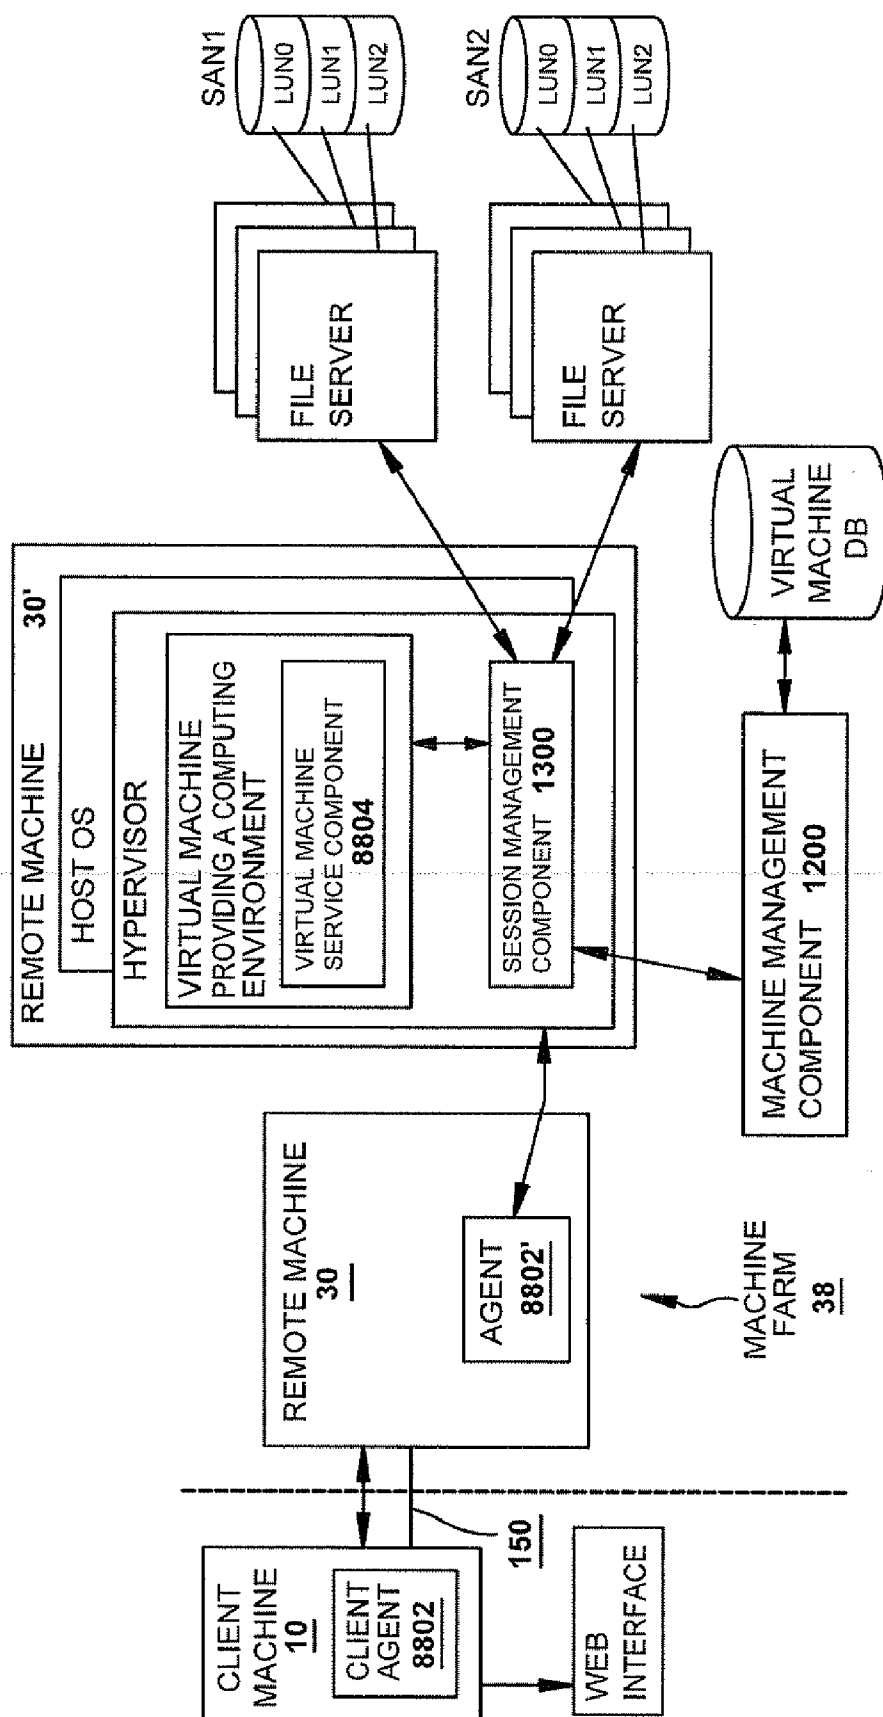 CLIENT
MACHINE
10
CLIENT
AGENT
8802
WEB
INTERFACE
150
REMOTE MACHINE
30
AGENT
8802'
MACHINE
FARM
38
REMOTE MACHINE 30'
HOST OS
HYPERVISOR
VIRTUAL MACHINE
PROVIDING A COMPUTING
ENVIRONMENT
VIRTUAL MACHINE
SERVICE COMPONENT
8804
SESSION MANAGEMENT
COMPONENT 1300
MACHINE MANAGEMENT
COMPONENT 1200
VIRTUAL
MACHINE
DB
FILE
SERVER
SAN1
LUN0
LUN1
LUN2
FILE
SERVER
SAN2
LUN0
LUN1
LUN2